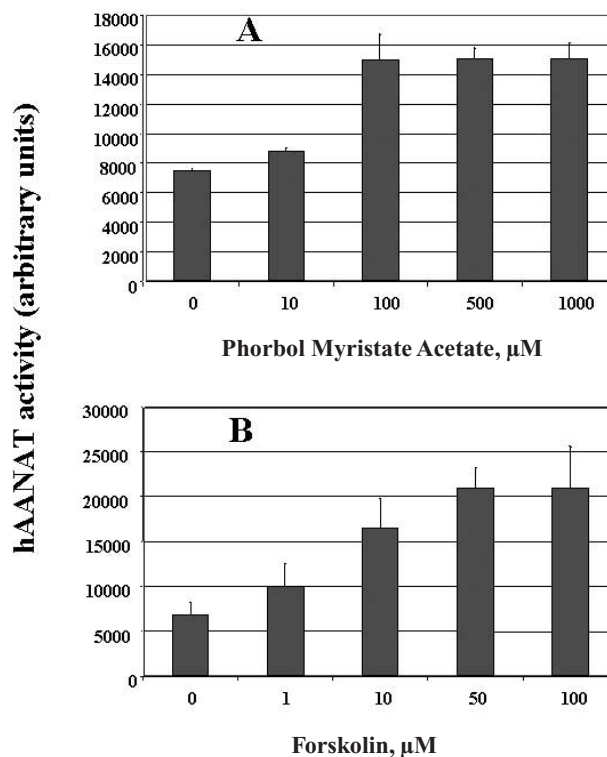 hAANAT activity (arbitrary units)
A
18000
16000
14000
12000
10000
8000
6000
4000
2000
0
0 10 100 500 1000
Phorbol Myristate Acetate, µM
B
30000
25000
20000
15000
10000
5000
0
0 1 10 50 100
Forskolin, µM